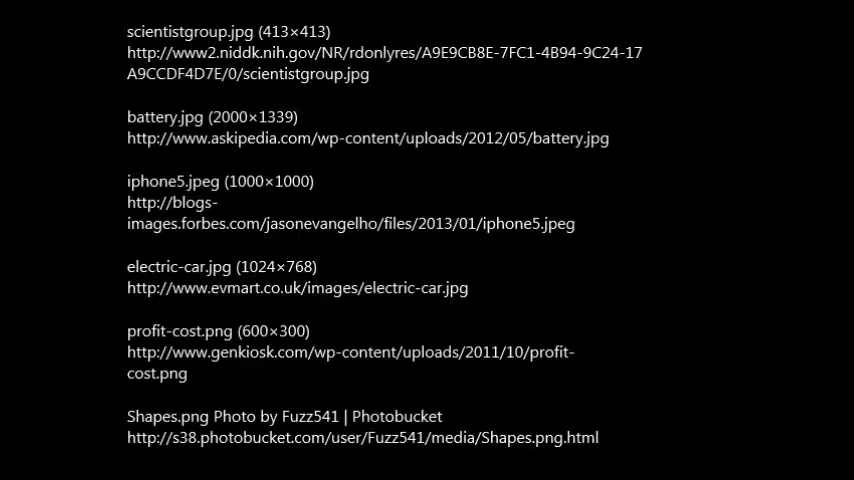 scientistgroup.jpg (413×413)
http://www2.niddk.nih.gov/NR/rdonlyres/A9E9CB8E-7FC1-4B94-9C24-17
A9CCDF4D7E/0/scientistgroup.jpg
battery.jpg (2000×1339)
http://www.askipedia.com/wp-content/uploads/2012/05/battery.jpg
iphone5.jpeg (1000×1000)
http://blogs-
images.forbes.com/jasonevangelho/files/2013/01/iphone5.jpeg
electric-car.jpg (1024×768)
http://www.evmart.co.uk/images/electric-car.jpg
profit-cost.png (600×300)
http://www.genkiosk.com/wp-content/uploads/2011/10/profit-
cost.png
Shapes.png Photo by Fuzz541 | Photobucket
http://s38.photobucket.com/user/Fuzz541/media/Shapes.png.html